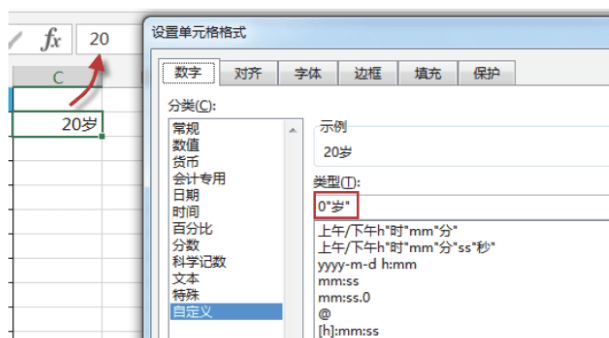 fx 20
设置单元格格式
数字 对齐 字体 边框 填充 保护
C
分类(C):
常规
数值
货币
会计专用
日期
时间
百分比
分数
科学记数
文本
特殊
自定义
20岁
示例
20岁
类型(T):
0"岁"
上午/下午h"时"mm"分"
上午/下午h"时"mm"分"ss"秒"
yyyy-m-d h:mm
mm:ss
mm:ss.0
@
[h]:mm:ss